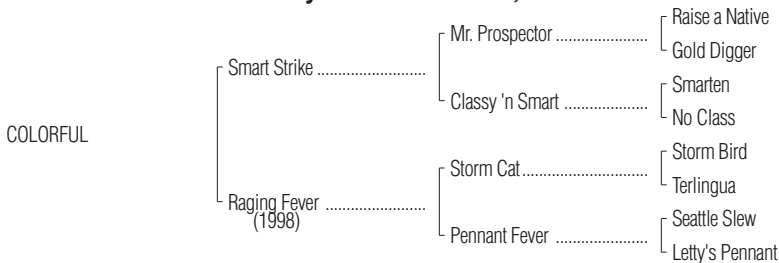 Raise a Native
Mr. Prospector ....................
Gold Digger
Smart Strike ........................
Smarten
Classy 'n Smart ..................
No Class
COLORFUL
Storm Bird
Storm Cat ..........................
Terlingua
Raging Fever ......................
(1998)
Seattle Slew
Pennant Fever ....................
Letty's Pennant